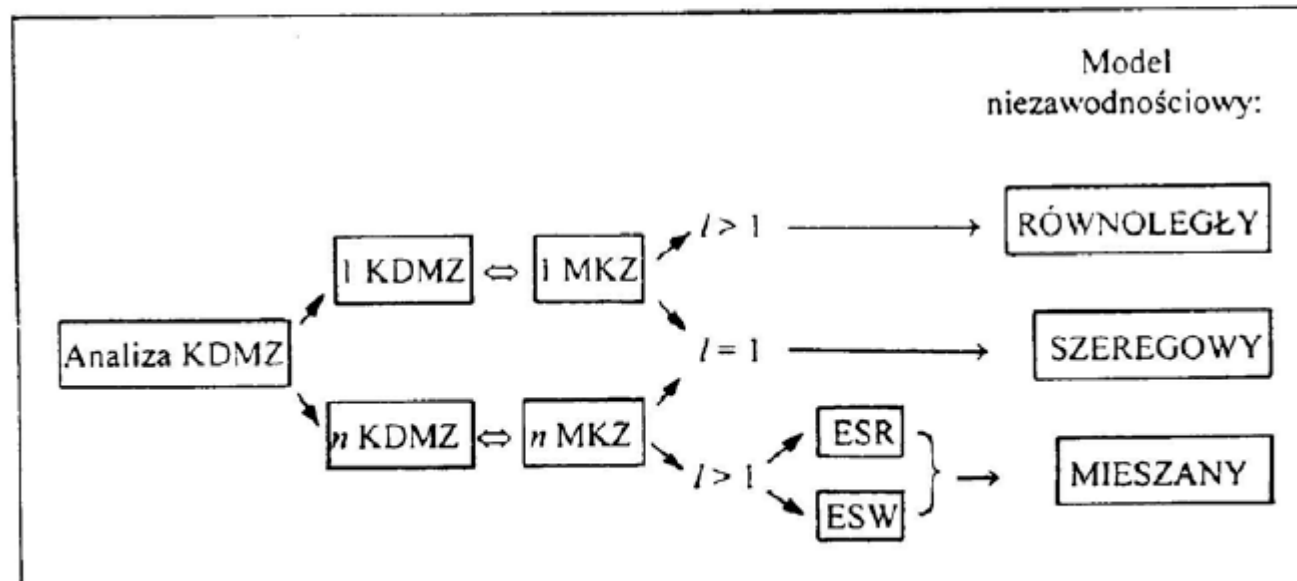 Model
niezawodnościowy:
l > 1
RÓWNOLEGŁY
1 KDMZ ⇔ 1 MKZ
Analiza KDMZ
l = 1
SZEREGOWY
n KDMZ ⇔ n MKZ
ESR
l > 1
MIESZANY
ESW